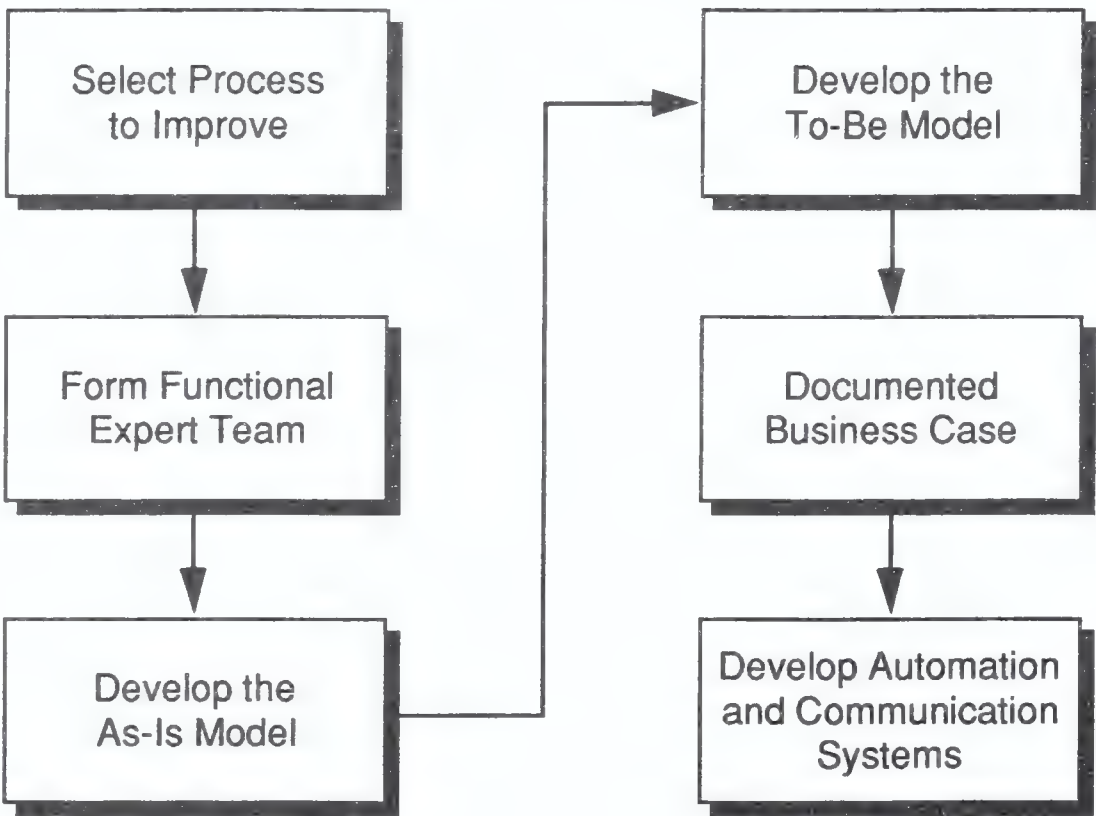 Select Process
to Improve
Form Functional
Expert Team
Develop the
As-Is Model
Develop the
To-Be Model
Documented
Business Case
Develop Automation
and Communication
Systems